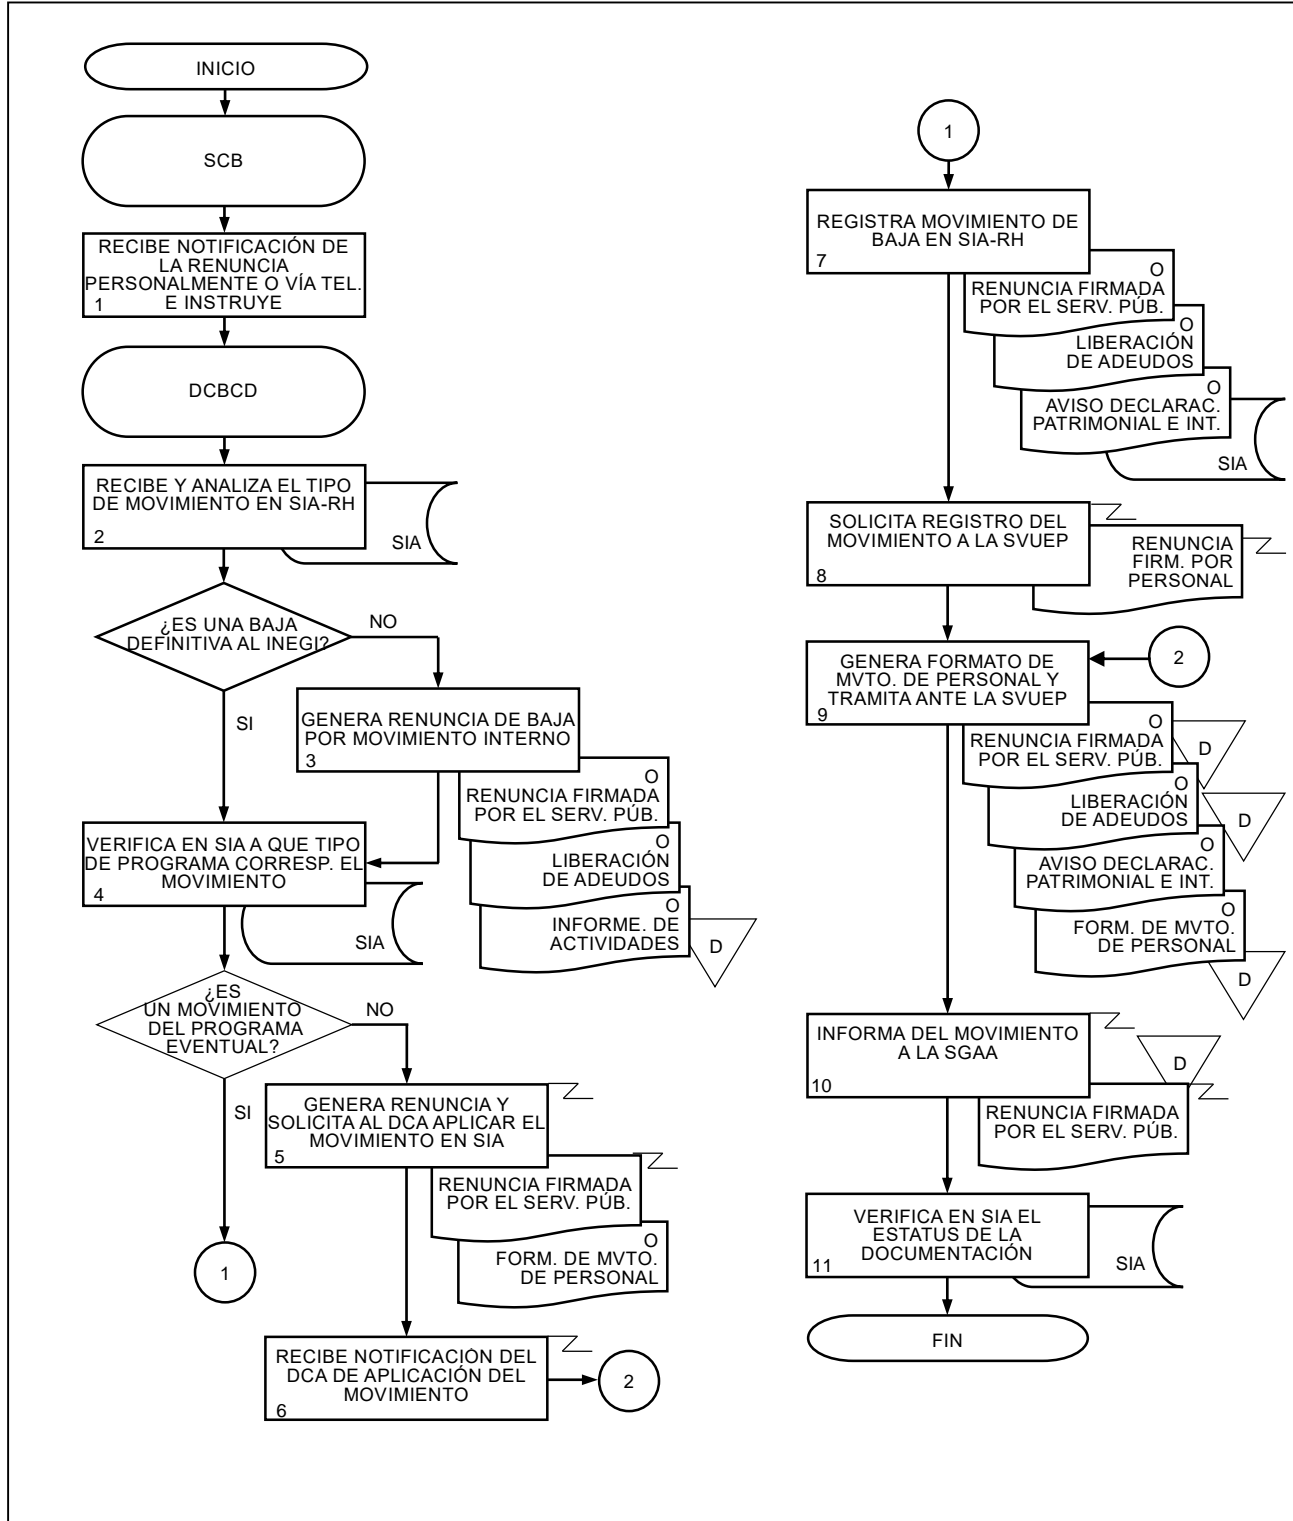 INICIO
SCB
RECIBE NOTIFICACIÓN DE
LA RENUNCIA
PERSONALMENTE O VÍA TEL.
E INSTRUYE
1
DCBCD
RECIBE Y ANALIZA EL TIPO
DE MOVIMIENTO EN SIA-RH
2
SIA
¿ES UNA BAJA
DEFINITIVA AL INEGI?
NO
SI
GENERA RENUNCIA DE BAJA
POR MOVIMIENTO INTERNO
3
O
RENUNCIA FIRMADA
POR EL SERV. PÚB.
O
LIBERACIÓN
DE ADEUDOS
O
INFORME. DE
ACTIVIDADES
D
VERIFICA EN SIA A QUE TIPO
DE PROGRAMA CORRESP. EL
MOVIMIENTO
4
SIA
¿ES
UN MOVIMIENTO
DEL PROGRAMA
EVENTUAL?
NO
SI
1
GENERA RENUNCIA Y
SOLICITA AL DCA APLICAR EL
MOVIMIENTO EN SIA
5
RENUNCIA FIRMADA
POR EL SERV. PÚB.
O
FORM. DE MVTO.
DE PERSONAL
RECIBE NOTIFICACIÓN DEL
DCA DE APLICACIÓN DEL
MOVIMIENTO
6
2
1
REGISTRA MOVIMIENTO DE
BAJA EN SIA-RH
7
O
RENUNCIA FIRMADA
POR EL SERV. PÚB.
O
LIBERACIÓN
DE ADEUDOS
O
AVISO DECLARAC.
PATRIMONIAL E INT.
SIA
SOLICITA REGISTRO DEL
MOVIMIENTO A LA SVUEP
8
RENUNCIA
FIRM. POR
PERSONAL
GENERA FORMATO DE
MVTO. DE PERSONAL Y
TRAMITA ANTE LA SVUEP
9
2
O
RENUNCIA FIRMADA
POR EL SERV. PÚB.
D
O
LIBERACIÓN
DE ADEUDOS
D
O
AVISO DECLARAC.
PATRIMONIAL E INT.
O
FORM. DE MVTO.
DE PERSONAL
D
INFORMA DEL MOVIMIENTO
A LA SGAA
10
D
RENUNCIA FIRMADA
POR EL SERV. PÚB.
VERIFICA EN SIA EL
ESTATUS DE LA
DOCUMENTACIÓN
11
SIA
FIN